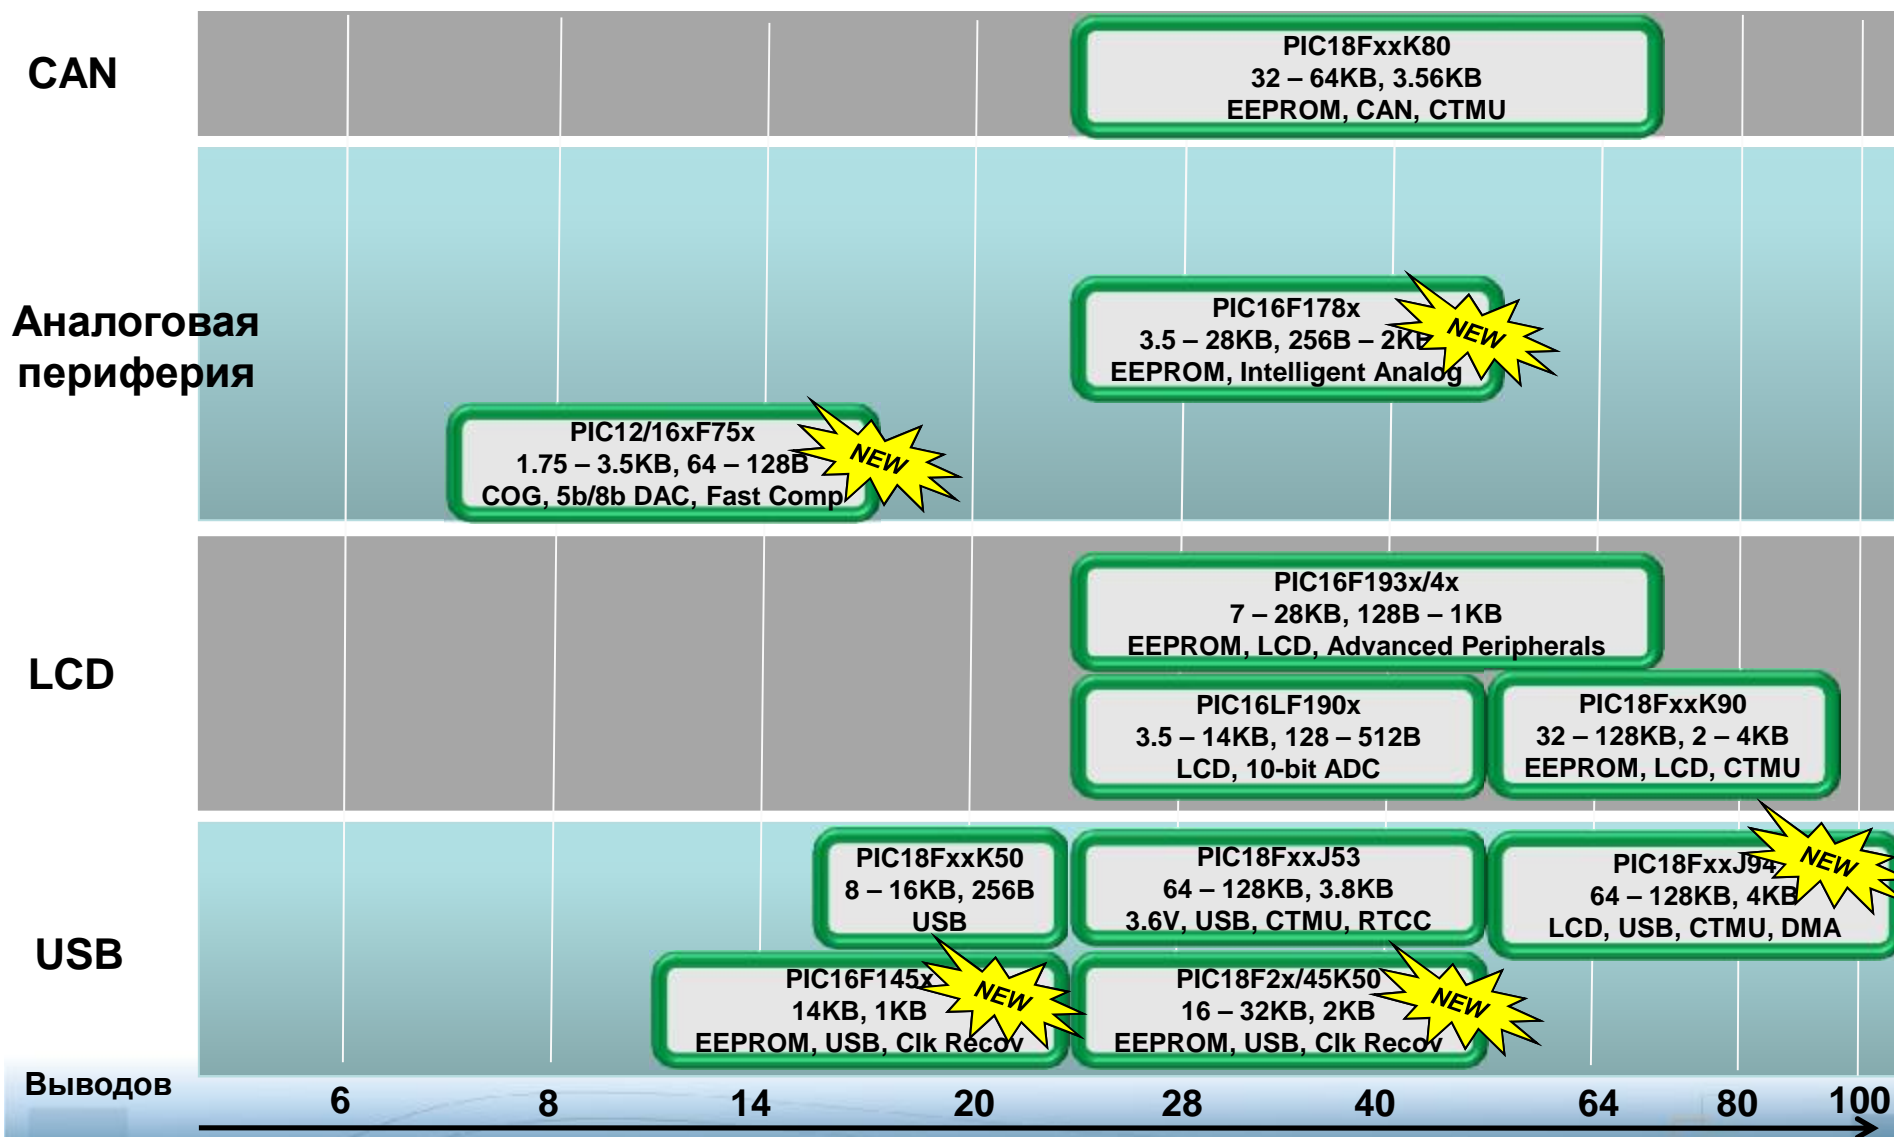 CAN
PIC18FxxK80
32 – 64KB, 3.56KB
EEPROM, CAN, CTMU
Аналоговая
периферия
PIC16F178x
3.5 – 28KB, 256B – 2KB
EEPROM, Intelligent Analog
NEW
PIC12/16xF75x
1.75 – 3.5KB, 64 – 128B
COG, 5b/8b DAC, Fast Comp
NEW
LCD
PIC16F193x/4x
7 – 28KB, 128B – 1KB
EEPROM, LCD, Advanced Peripherals
PIC16LF190x
3.5 – 14KB, 128 – 512B
LCD, 10-bit ADC
PIC18FxxK90
32 – 128KB, 2 – 4KB
EEPROM, LCD, CTMU
USB
PIC18FxxK50
8 – 16KB, 256B
USB
PIC18FxxJ53
64 – 128KB, 3.8KB
3.6V, USB, CTMU, RTCC
PIC18FxxJ94
64 – 128KB, 4KB
LCD, USB, CTMU, DMA
NEW
PIC16F145x
14KB, 1KB
EEPROM, USB, Clk Recov
NEW
PIC18F2x/45K50
16 – 32KB, 2KB
EEPROM, USB, Clk Recov
NEW
Выводов
6 8 14 20 28 40 64 80 100